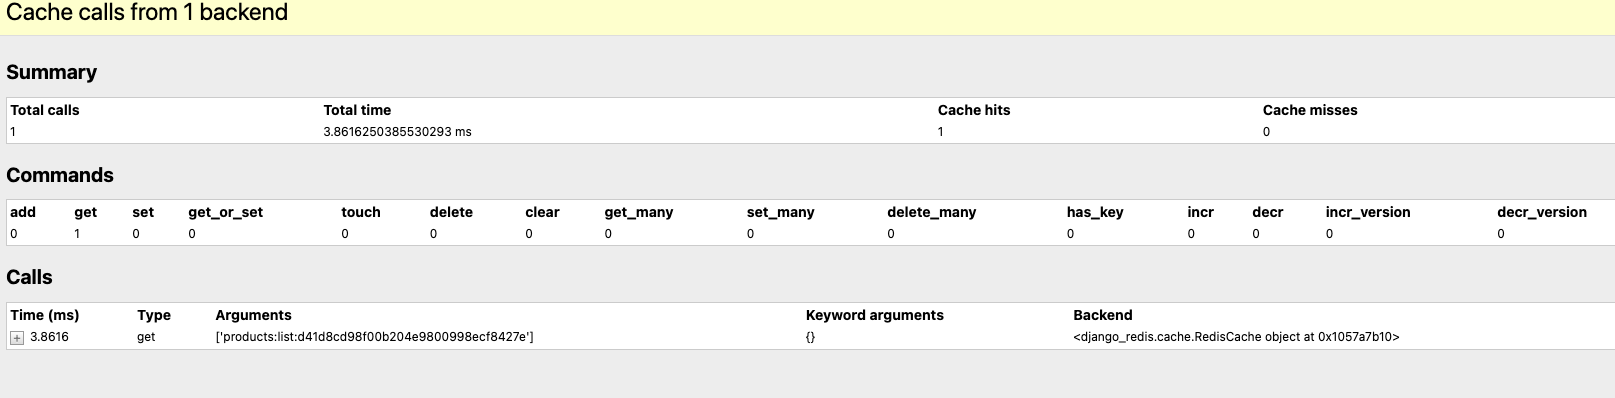 Cache calls from 1 backend
Summary
Total calls Total time Cache hits Cache misses
1 3.8616250385530293 ms 1 0
Commands
add get set get_or_set touch delete clear get_many set_many delete_many has_key incr decr incr_version decr_version
0 1 0 0 0 0 0 0 0 0 0 0 0 0 0
Calls
Time (ms) Type Arguments Keyword arguments Backend
+ 3.8616 get ['products:list:d41d8cd98f00b204e9800998ecf8427e'] {} <django_redis.cache.RedisCache object at 0x1057a7b10>